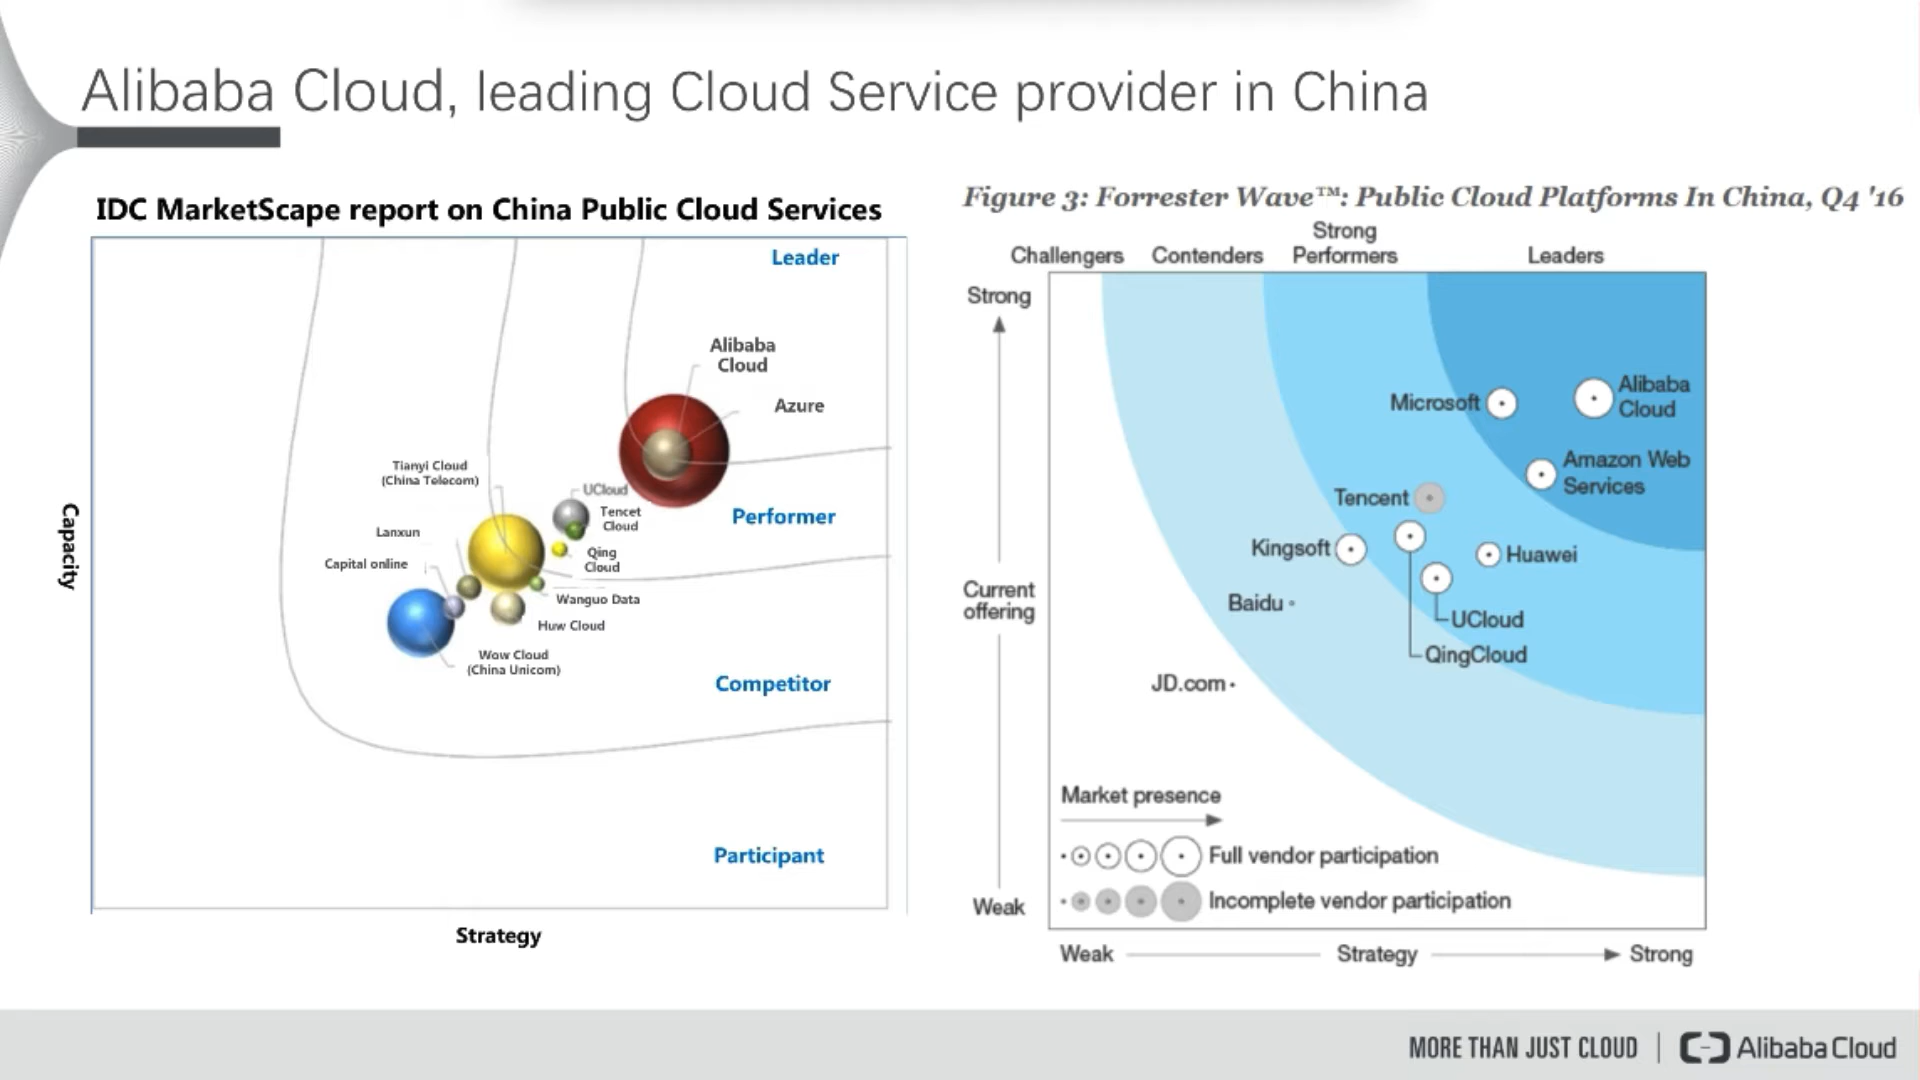 Alibaba Cloud, leading Cloud Service provider in China
IDC MarketScape report on China Public Cloud Services
Leader
Alibaba
Cloud
Azure
Tianyi Cloud
(China Telecom)
UCloud
Tencet
Cloud
Performer
Lanxun
Qing
Cloud
Capital online
Wanguo Data
Huw Cloud
Wow Cloud
(China Unicom)
Competitor
Participant
Capacity
Strategy
Figure 3: Forrester Wave™: Public Cloud Platforms In China, Q4 '16
Challengers
Contenders
Strong
Performers
Leaders
Strong
Current
offering
Weak
Microsoft
Alibaba
Cloud
Amazon Web
Services
Tencent
Kingsoft
Huawei
Baidu
UCloud
QingCloud
JD.com
Market presence
Full vendor participation
Incomplete vendor participation
Weak
Strategy
Strong
MORE THAN JUST CLOUD | Alibaba Cloud